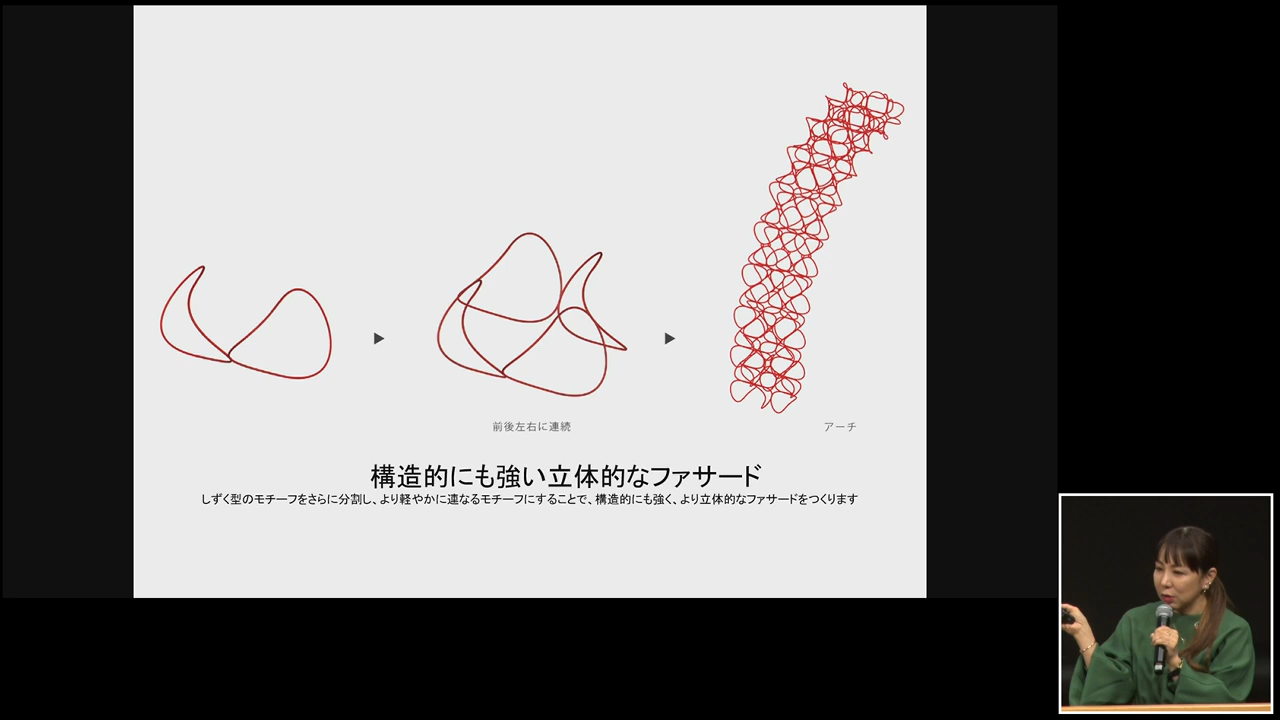 前後左右に連続
アーチ
構造的にも強い立体的なファサード
しずく型のモチーフをさらに分割し、より軽やかに連なるモチーフにすることで、構造的にも強く、より立体的なファサードをつくります